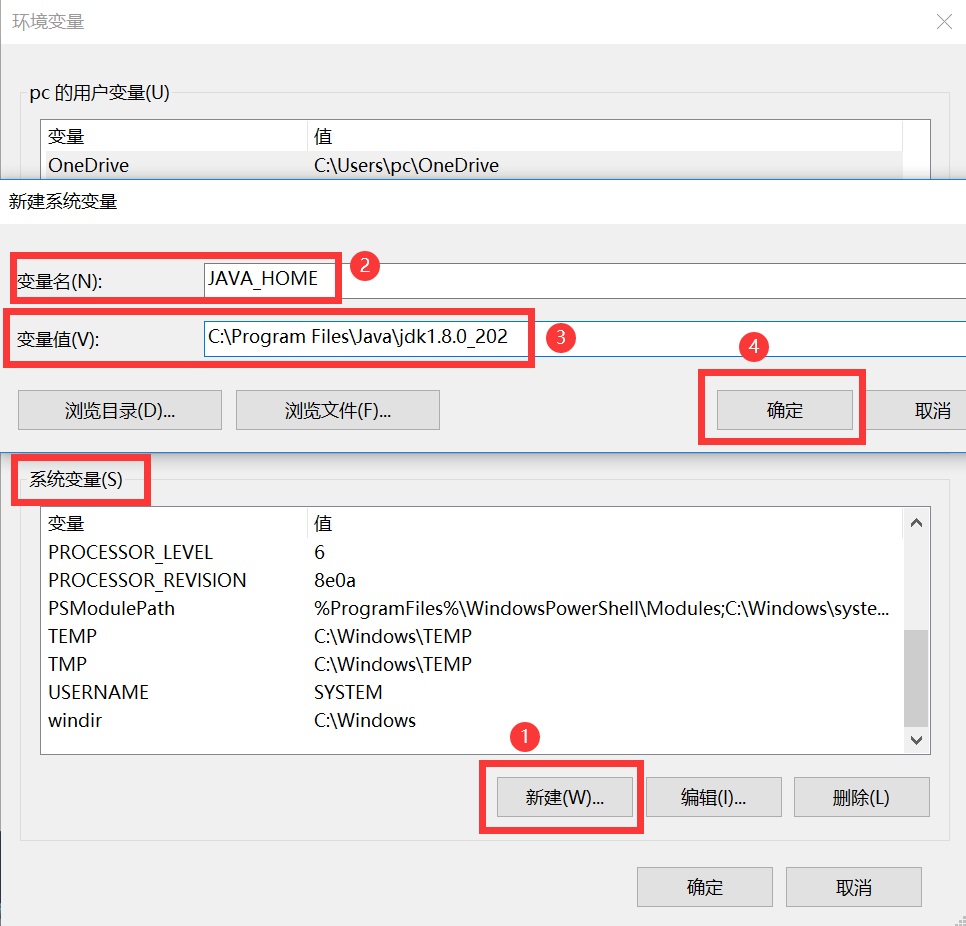 环境变量
pc 的用户变量(U)
变量 值
OneDrive C:\Users\pc\OneDrive
新建系统变量
变量名(N): JAVA_HOME 2
变量值(V): C:\Program Files\Java\jdk1.8.0_202 3
4
浏览目录(D)... 浏览文件(F)... 确定 取消
系统变量(S)
变量 值
PROCESSOR_LEVEL 6
PROCESSOR_REVISION 8e0a
PSModulePath %ProgramFiles%\WindowsPowerShell\Modules;C:\Windows\syste...
TEMP C:\Windows\TEMP
TMP C:\Windows\TEMP
USERNAME SYSTEM
windir C:\Windows
1
新建(W)... 编辑(I)... 删除(L)
确定 取消